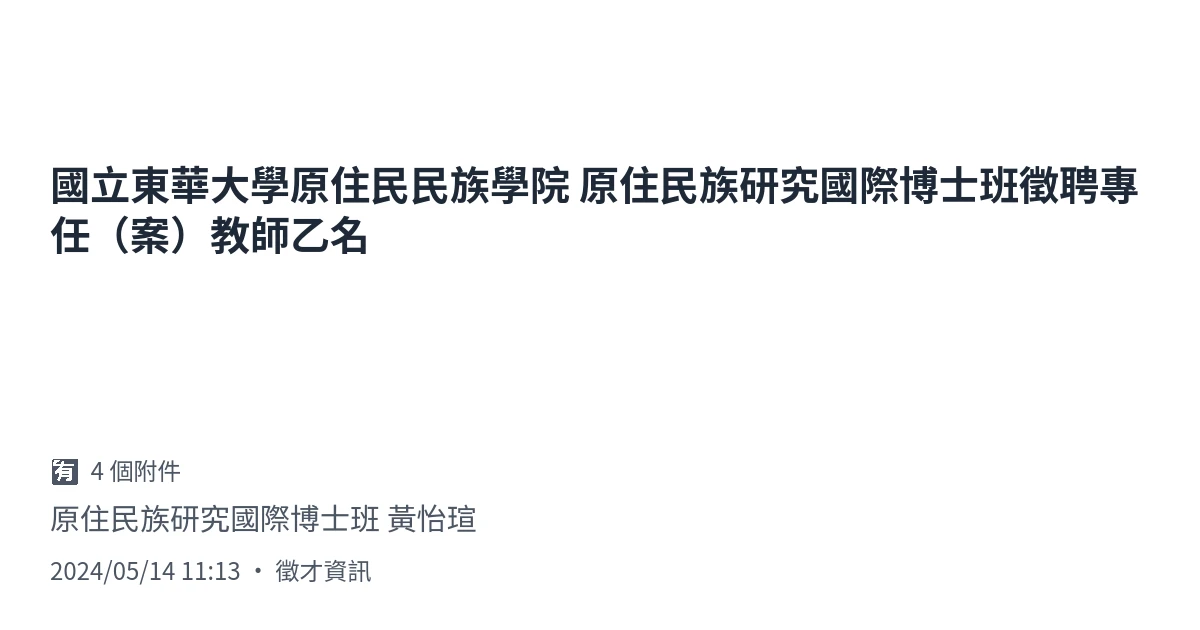 國立東華大學原住民民族學院 原住民族研究國際博士班徵聘專
任（案）教師乙名
🈶 4 個附件
原住民族研究國際博士班 黃怡瑄
2024/05/14 11:13 • 徵才資訊